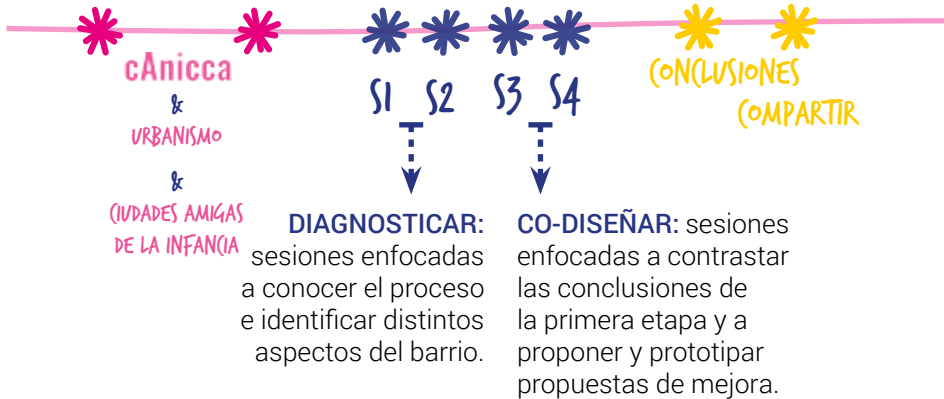 cAnicca
&
URBANISMO
&
CIUDADES AMIGAS
DE LA INFANCIA
S1 S2 S3 S4
CONCLUSIONES
COMPARTIR
DIAGNOSTICAR:
sesiones enfocadas
a conocer el proceso
e identificar distintos
aspectos del barrio.
CO-DISEÑAR: sesiones
enfocadas a contrastar
las conclusiones de
la primera etapa y a
proponer y prototipar
propuestas de mejora.